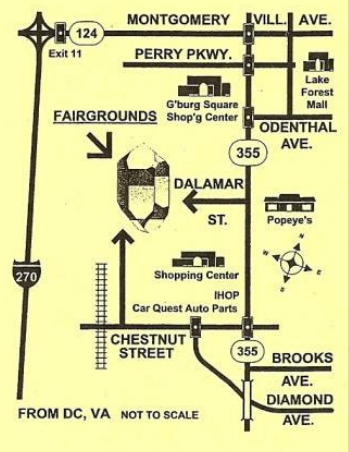 MONTGOMERY VILL. AVE.
124
Exit 11
PERRY PKWY.
Lake
Forest
Mall
G'burg Square
Shop'g Center
FAIRGROUNDS
ODENTHAL
AVE.
355
DALAMAR
ST.
Popeye's
N
E
S
W
Shopping Center
270
IHOP
Car Quest Auto Parts
CHESTNUT
STREET
355
BROOKS
AVE.
DIAMOND
AVE.
FROM DC, VA NOT TO SCALE